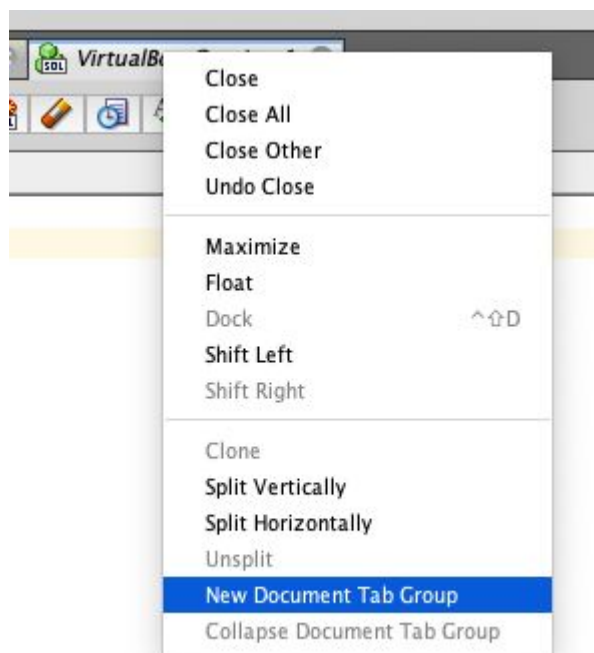 SQL VirtualB
Close
Close All
Close Other
Undo Close
Maximize
Float
Dock ^⇧D
Shift Left
Shift Right
Clone
Split Vertically
Split Horizontally
Unsplit
New Document Tab Group
Collapse Document Tab Group